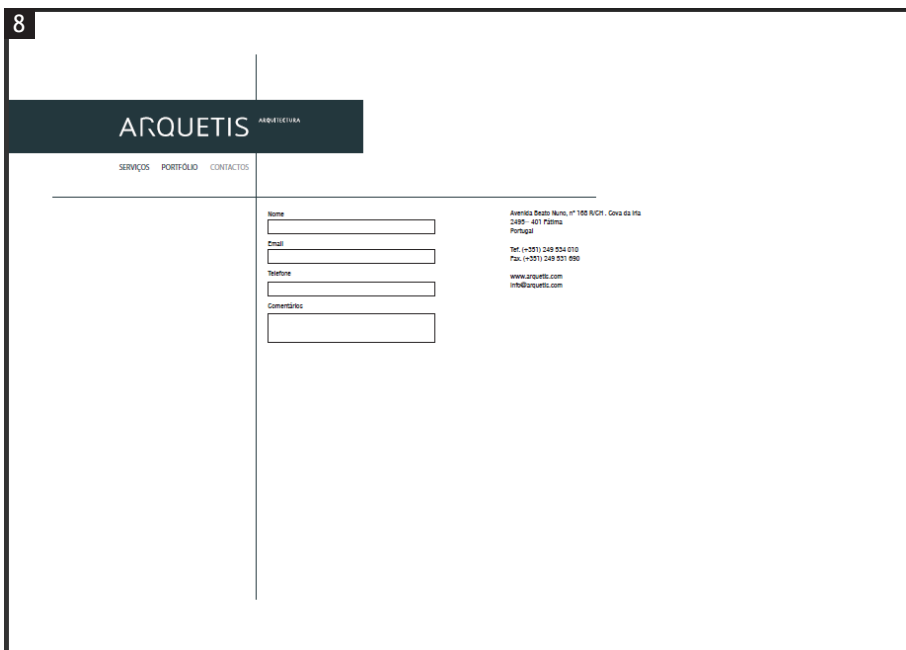 8
ARQUETIS ARQUITECTURA
SERVIÇOS PORTFÓLIO CONTACTOS
Nome
Email
Telefone
Comentários
Avenida Beato Nuno, nº 168 R/CH . Cova da Iria
2495 - 401 Fátima
Portugal
Tef. (+351) 249 534 010
Fax. (+351) 249 531 690
www.arquetis.com
info@arquetis.com